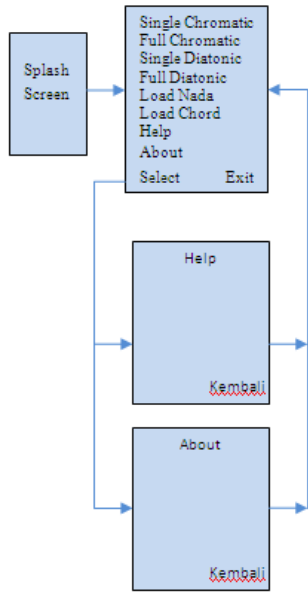 Splash
Screen
Single Chromatic
Full Chromatic
Single Diatonic
Full Diatonic
Load Nada
Load Chord
Help
About
Select Exit
Help
Kembali
About
Kembali